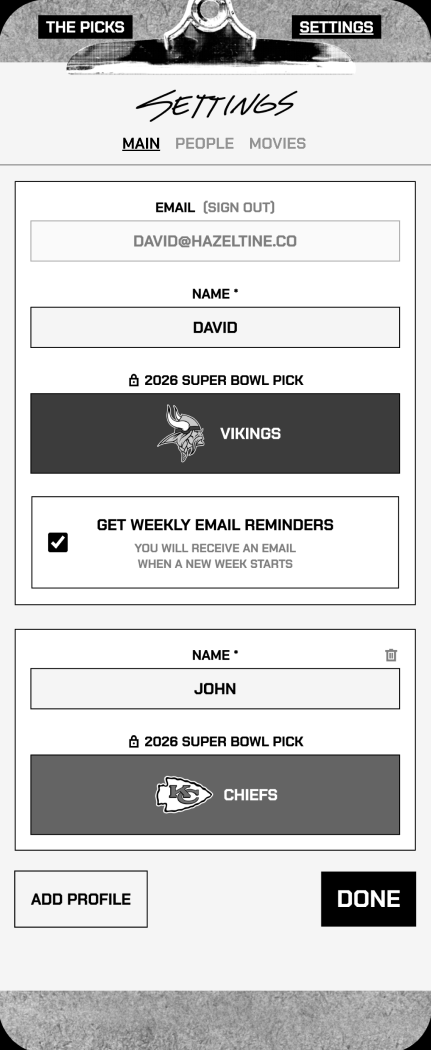 THE PICKS
SETTINGS
SETTINGS
MAIN PEOPLE MOVIES
EMAIL (SIGN OUT)
DAVID@HAZELTINE.CO
NAME *
DAVID
2026 SUPER BOWL PICK
VIKINGS
GET WEEKLY EMAIL REMINDERS
YOU WILL RECEIVE AN EMAIL
WHEN A NEW WEEK STARTS
NAME *
JOHN
2026 SUPER BOWL PICK
KC
CHIEFS
ADD PROFILE
DONE